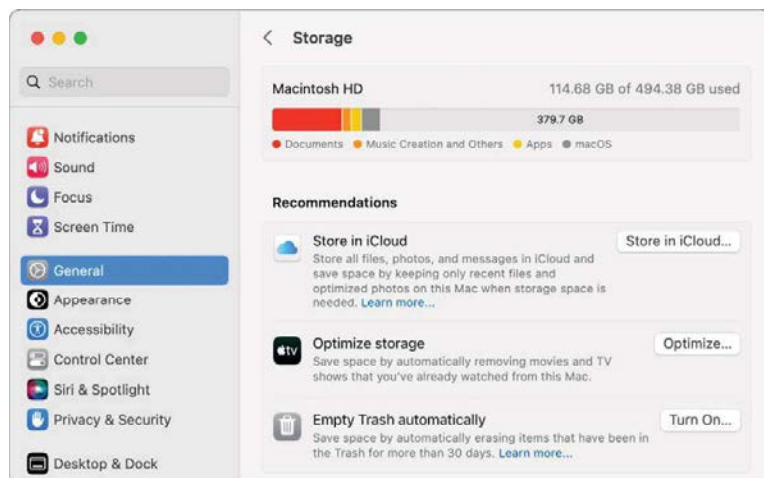 Storage
Search
Notifications
Sound
Focus
Screen Time
General
Appearance
Accessibility
Control Center
Siri & Spotlight
Privacy & Security
Desktop & Dock
Macintosh HD
114.68 GB of 494.38 GB used
379.7 GB
Documents Music Creation and Others Apps macOS
Recommendations
Store in iCloud
Store in iCloud...
Store all files, photos, and messages in iCloud and
save space by keeping only recent files and
optimized photos on this Mac when storage space is
needed. Learn more...
tv
Optimize storage
Optimize...
Save space by automatically removing movies and TV
shows that you've already watched from this Mac.
Empty Trash automatically
Turn On...
Save space by automatically erasing items that have been in
the Trash for more than 30 days. Learn more...